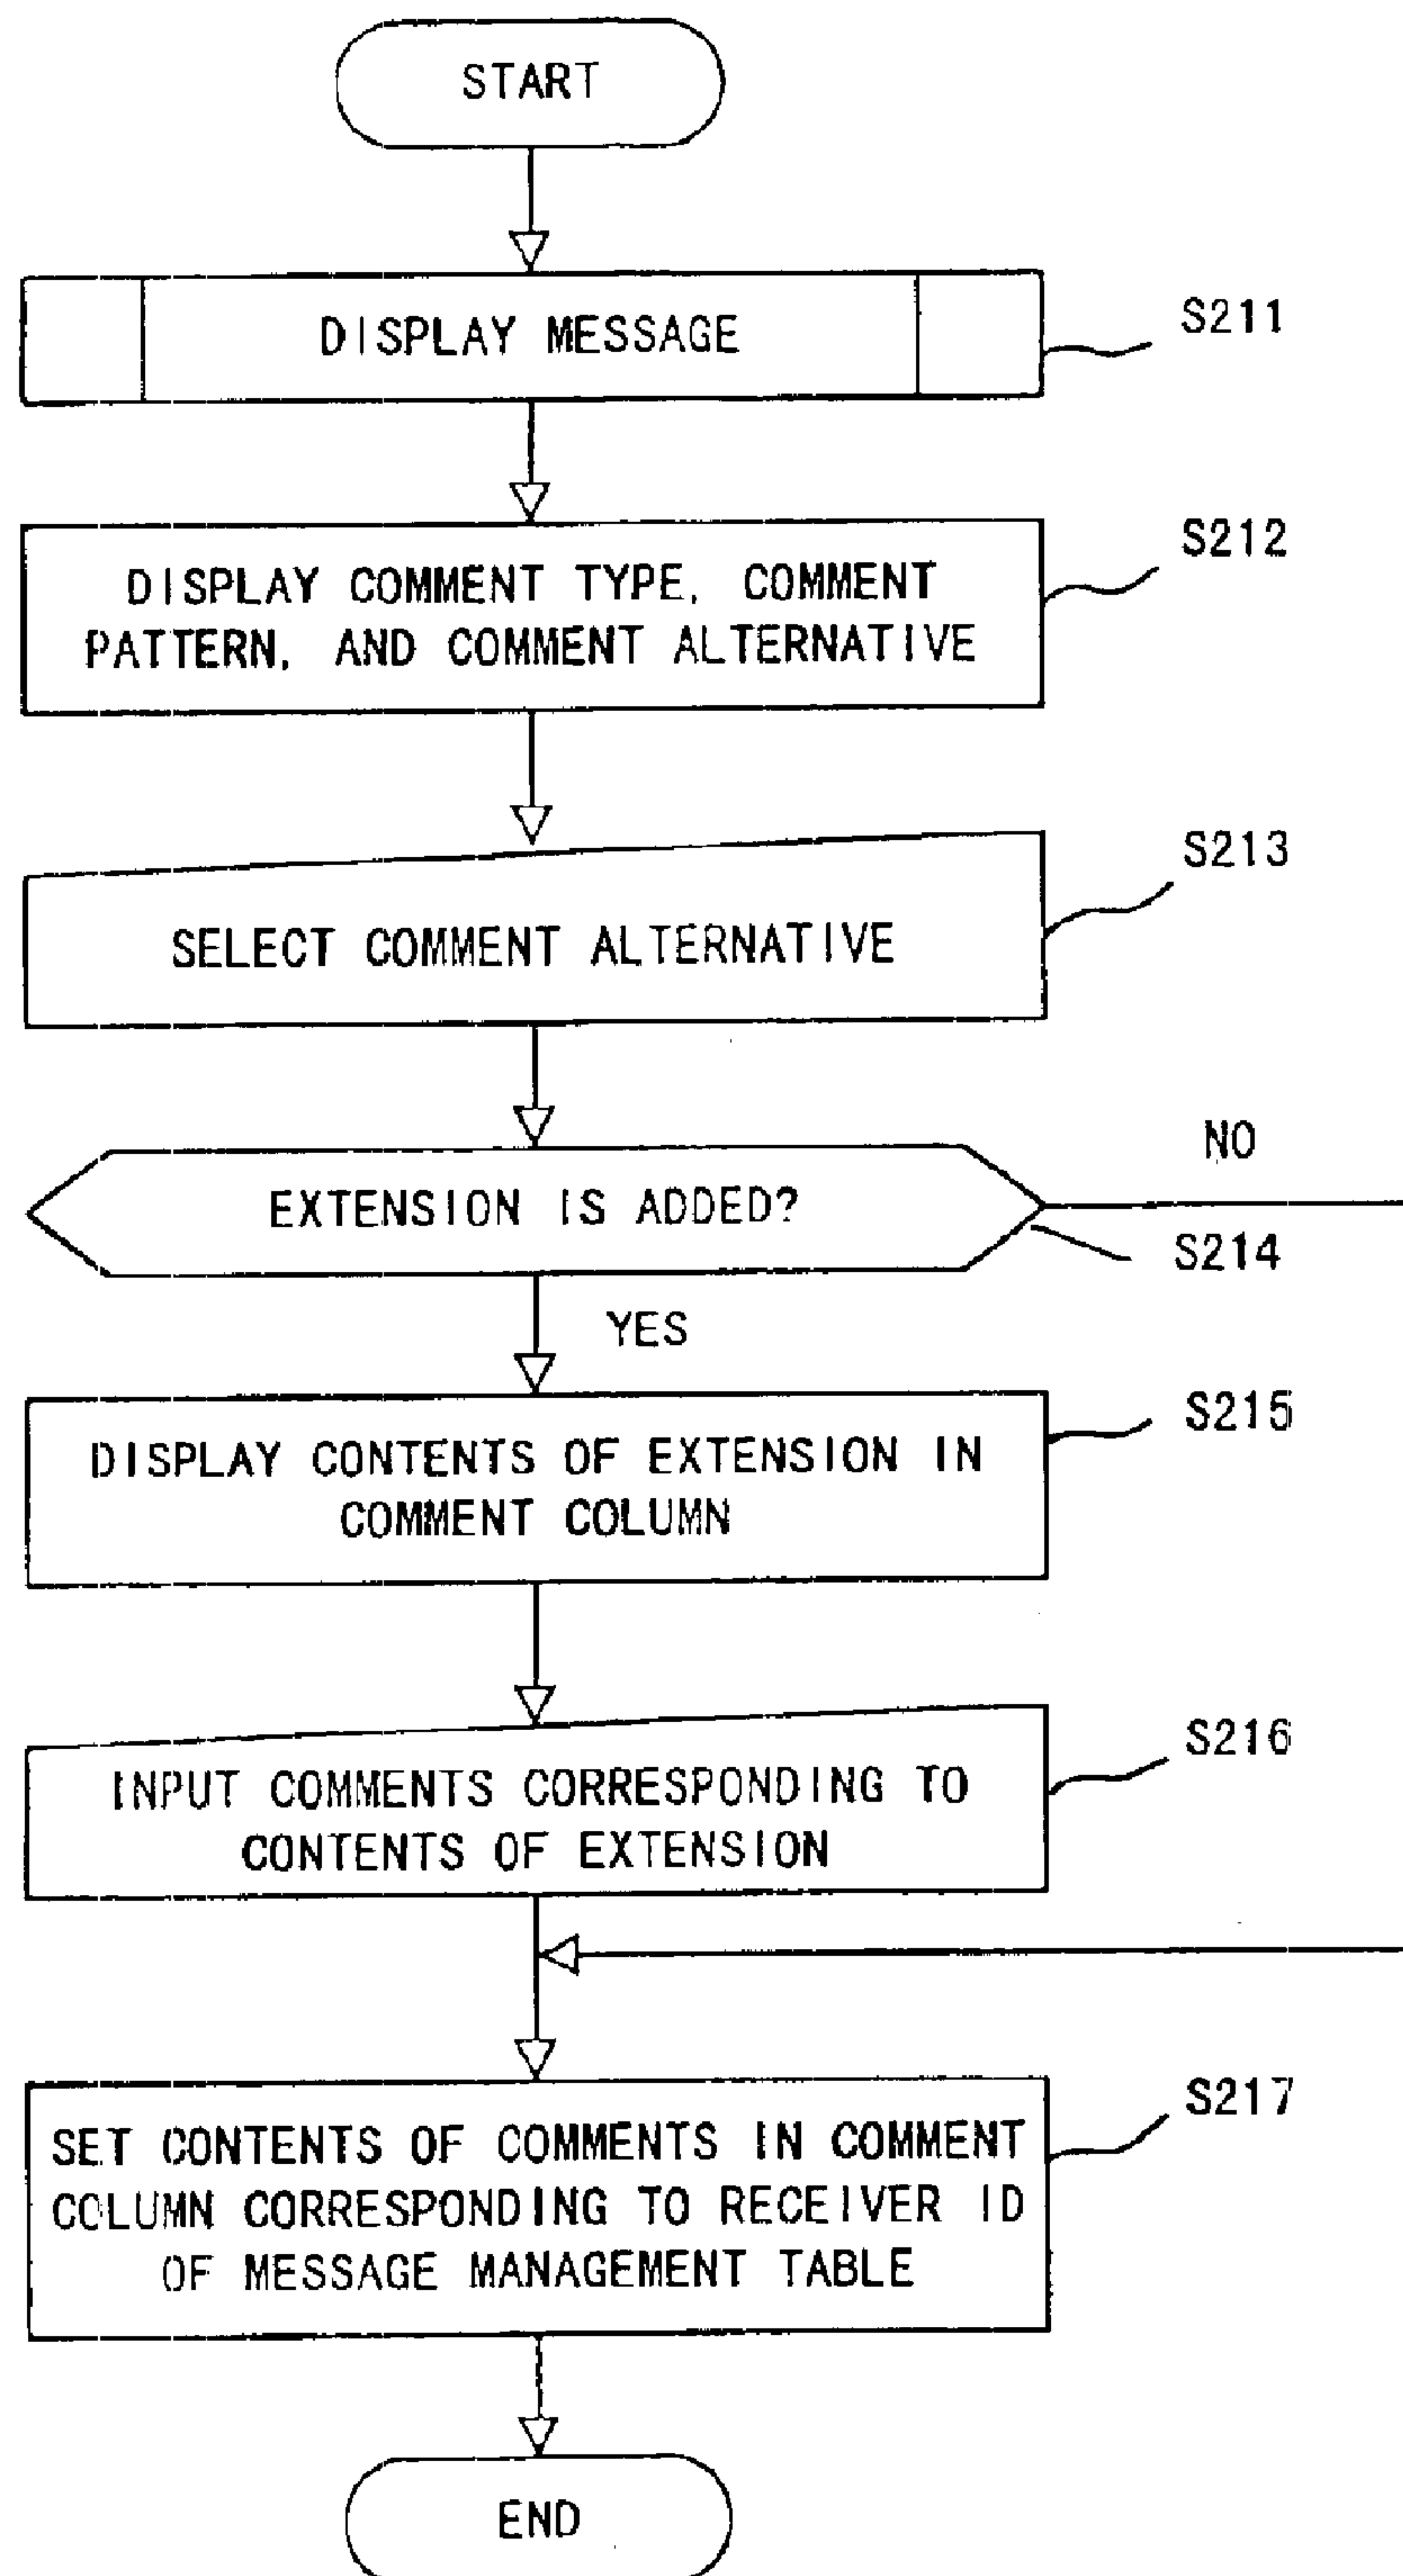 START
DISPLAY MESSAGE
S211
DISPLAY COMMENT TYPE, COMMENT
PATTERN, AND COMMENT ALTERNATIVE
S212
SELECT COMMENT ALTERNATIVE
S213
EXTENSION IS ADDED?
NO
S214
YES
DISPLAY CONTENTS OF EXTENSION IN
COMMENT COLUMN
S215
INPUT COMMENTS CORRESPONDING TO
CONTENTS OF EXTENSION
S216
SET CONTENTS OF COMMENTS IN COMMENT
COLUMN CORRESPONDING TO RECEIVER ID
OF MESSAGE MANAGEMENT TABLE
S217
END